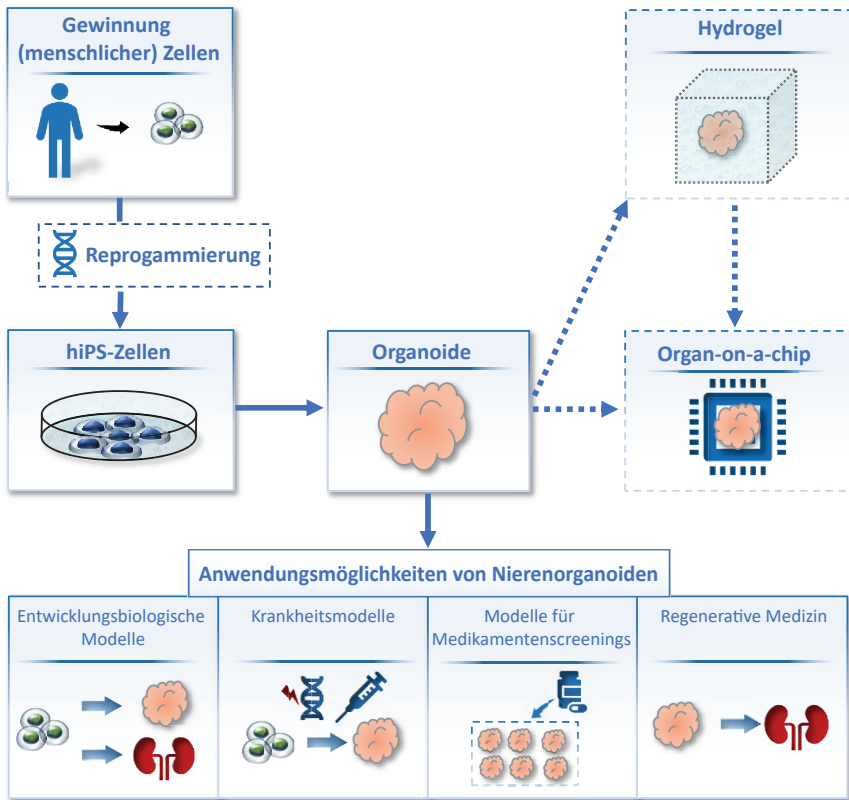 Gewinnung
(menschlicher) Zellen
Hydrogel
Reprogammierung
hiPS-Zellen
Organoide
Organ-on-a-chip
Anwendungsmöglichkeiten von Nierenorganoiden
Entwicklungsbiologische
Modelle
Krankheitsmodelle
Modelle für
Medikamentenscreenings
Regenerative Medizin